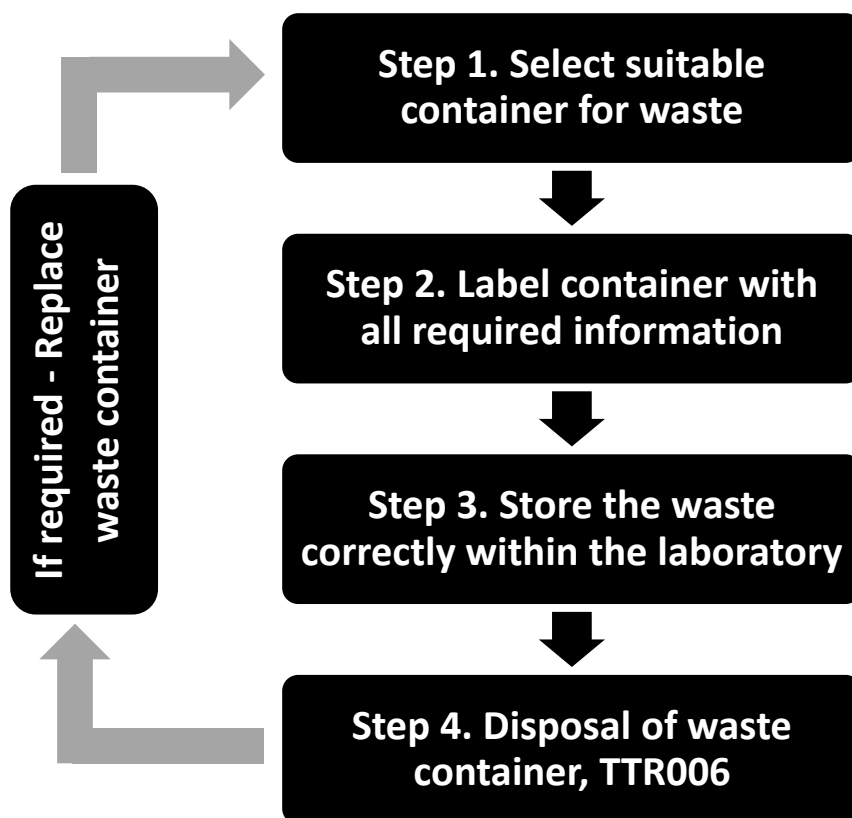 Step 1. Select suitable
container for waste
Step 2. Label container with
all required information
Step 3. Store the waste
correctly within the laboratory
Step 4. Disposal of waste
container, TTR006
If required - Replace
waste container